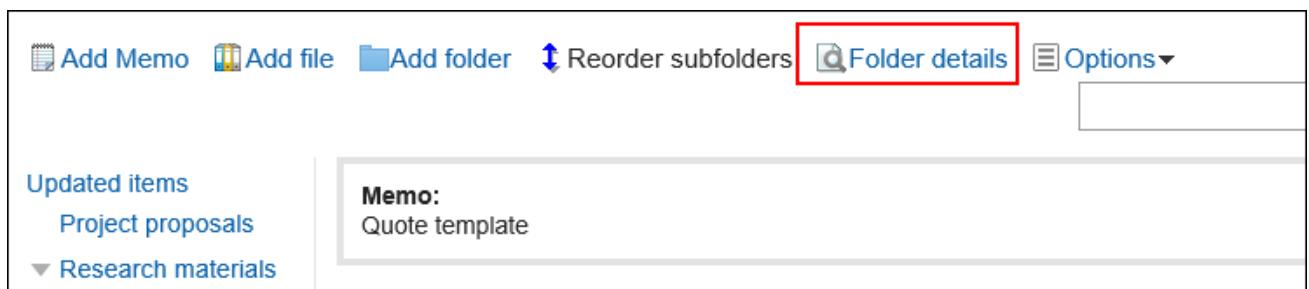 Add Memo Add file Add folder Reorder subfolders Folder details Options
Updated items
Project proposals
Research materials
Memo:
Quote template